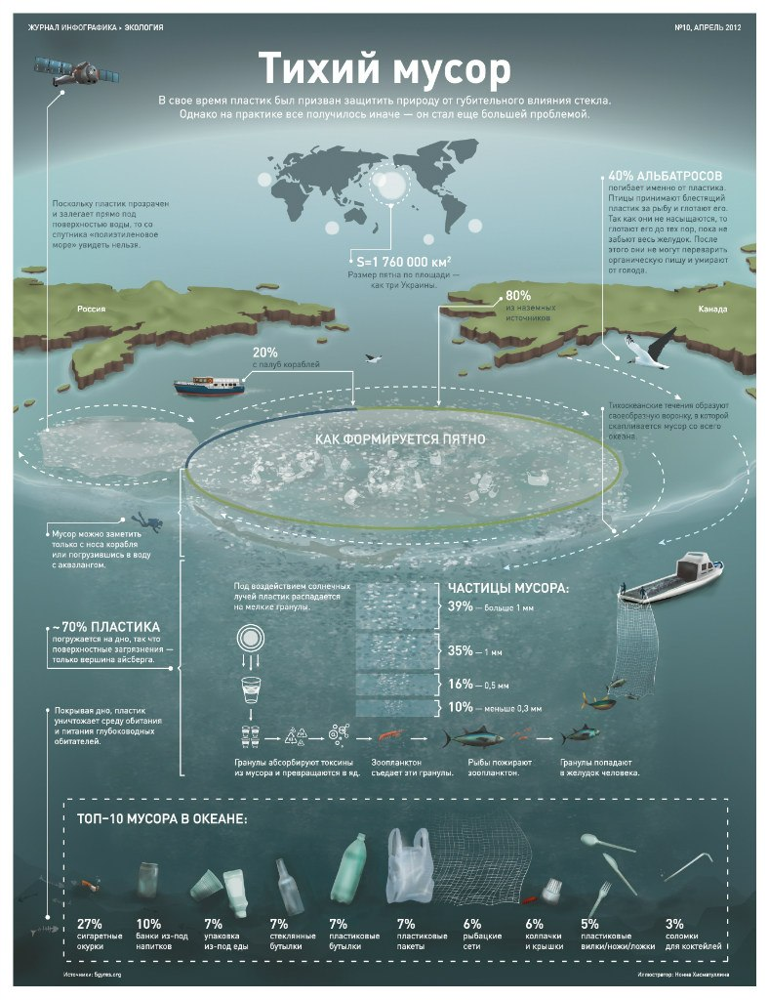 ЖУРНАЛ ИНФОГРАФИКА • ЭКОЛОГИЯ
№10, АПРЕЛЬ 2012
Тихий мусор
В свое время пластик был призван защитить природу от губительного влияния стекла.
Однако на практике все получилось иначе — он стал еще большей проблемой.
Поскольку пластик прозрачен
и залегает прямо под
поверхностью воды, то со
спутника «полиэтиленовое
море» увидеть нельзя.
40% АЛЬБАТРОСОВ
погибает именно от пластика.
Птицы принимают блестящий
пластик за рыбу и глотают его.
Так как они не насыщаются, то
глотают его до тех пор, пока не
забьют весь желудок. После
этого они не могут переварить
органическую пищу и умирают
от голода.
S=1 760 000 км²
Размер пятна по площади —
как три Украины.
Россия
80%
из наземных
источников
Канада
20%
с палуб кораблей
Тихоокеанские течения образуют
своеобразную воронку, в которой
скапливается мусор со всего
океана.
КАК ФОРМИРУЕТСЯ ПЯТНО
Мусор можно заметить
только с носа корабля
или погрузившись в воду
с аквалангом.
~70% ПЛАСТИКА
погружается на дно, так что
поверхностные загрязнения —
только вершина айсберга.
Покрывая дно, пластик
уничтожает среду обитания
и питания глубоководных
обитателей.
Под воздействием солнечных
лучей пластик распадается
на мелкие гранулы.
ЧАСТИЦЫ МУСОРА:
39% — больше 1 мм
35% — 1 мм
16% — 0,5 мм
10% — меньше 0,3 мм
Гранулы абсорбируют токсины
из мусора и превращаются в яд.
Зоопланктон
съедает эти гранулы.
Рыбы пожирают
зоопланктон.
Гранулы попадают
в желудок человека.
ТОП–10 МУСОРА В ОКЕАНЕ:
27%
сигаретные
окурки
10%
банки из-под
напитков
7%
упаковка
из-под еды
7%
стеклянные
бутылки
7%
пластиковые
бутылки
7%
пластиковые
пакеты
6%
рыбацкие
сети
6%
колпачки
и крышки
5%
пластиковые
вилки/ножи/ложки
3%
соломки
для коктейлей
Источники: 5gyres.org
Иллюстратор: Нонна Хисматуллина